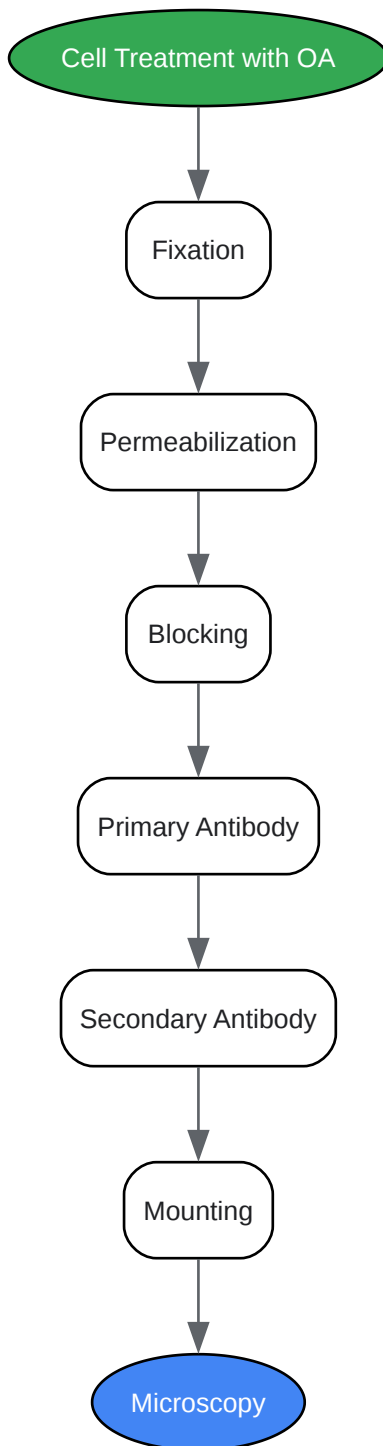 Cell Treatment with OA
Fixation
Permeabilization
Blocking
Primary Antibody
Secondary Antibody
Mounting
Microscopy